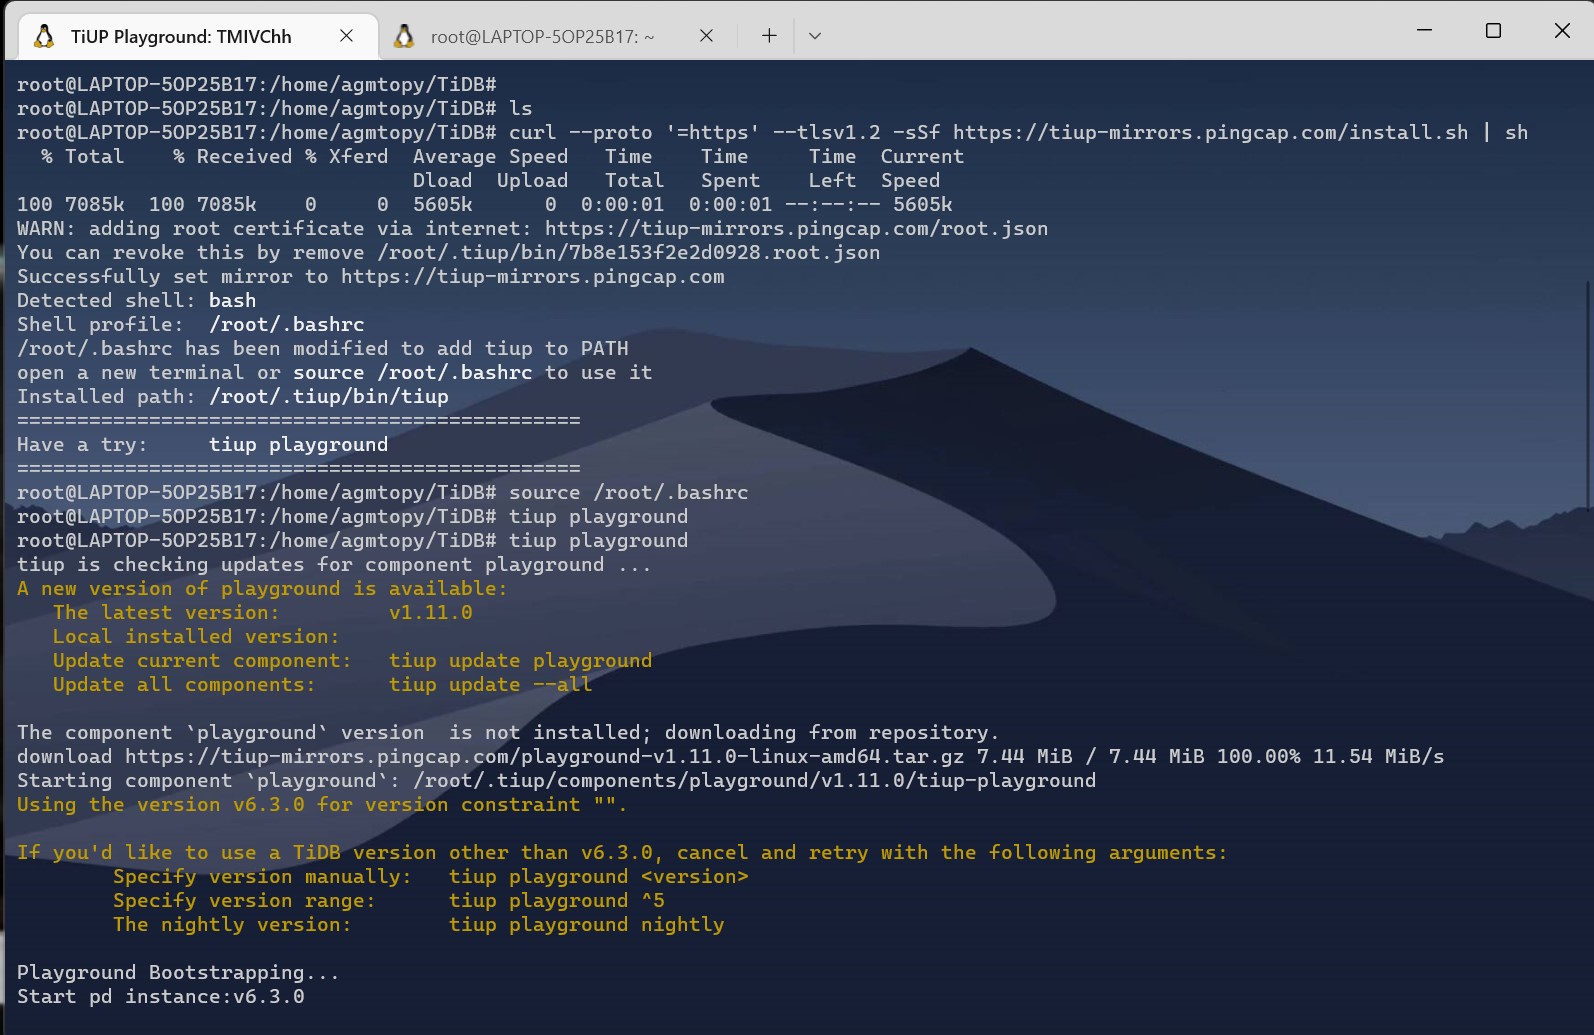 TiUP Playground: TMIVChh
root@LAPTOP-5OP25B17: ~
root@LAPTOP-5OP25B17:/home/agmtopy/TiDB#
root@LAPTOP-5OP25B17:/home/agmtopy/TiDB# ls
root@LAPTOP-5OP25B17:/home/agmtopy/TiDB# curl --proto '=https' --tlsv1.2 -sSf https://tiup-mirrors.pingcap.com/install.sh | sh
  % Total    % Received % Xferd  Average Speed   Time    Time     Time  Current
                                 Dload  Upload   Total   Spent    Left  Speed
100 7085k  100 7085k    0     0  5605k      0  0:00:01  0:00:01 --:--:-- 5605k
WARN: adding root certificate via internet: https://tiup-mirrors.pingcap.com/root.json
You can revoke this by remove /root/.tiup/bin/7b8e153f2e2d0928.root.json
Successfully set mirror to https://tiup-mirrors.pingcap.com
Detected shell: bash
Shell profile:  /root/.bashrc
/root/.bashrc has been modified to add tiup to PATH
open a new terminal or source /root/.bashrc to use it
Installed path: /root/.tiup/bin/tiup
===============================================
Have a try:     tiup playground
===============================================
root@LAPTOP-5OP25B17:/home/agmtopy/TiDB# source /root/.bashrc
root@LAPTOP-5OP25B17:/home/agmtopy/TiDB# tiup playground
root@LAPTOP-5OP25B17:/home/agmtopy/TiDB# tiup playground
tiup is checking updates for component playground ...
A new version of playground is available:
   The latest version:         v1.11.0
   Local installed version:
   Update current component:   tiup update playground
   Update all components:      tiup update --all
The component `playground` version  is not installed; downloading from repository.
download https://tiup-mirrors.pingcap.com/playground-v1.11.0-linux-amd64.tar.gz 7.44 MiB / 7.44 MiB 100.00% 11.54 MiB/s
Starting component `playground`: /root/.tiup/components/playground/v1.11.0/tiup-playground
Using the version v6.3.0 for version constraint "".
If you'd like to use a TiDB version other than v6.3.0, cancel and retry with the following arguments:
        Specify version manually:   tiup playground <version>
        Specify version range:      tiup playground ^5
        The nightly version:        tiup playground nightly
Playground Bootstrapping...
Start pd instance:v6.3.0